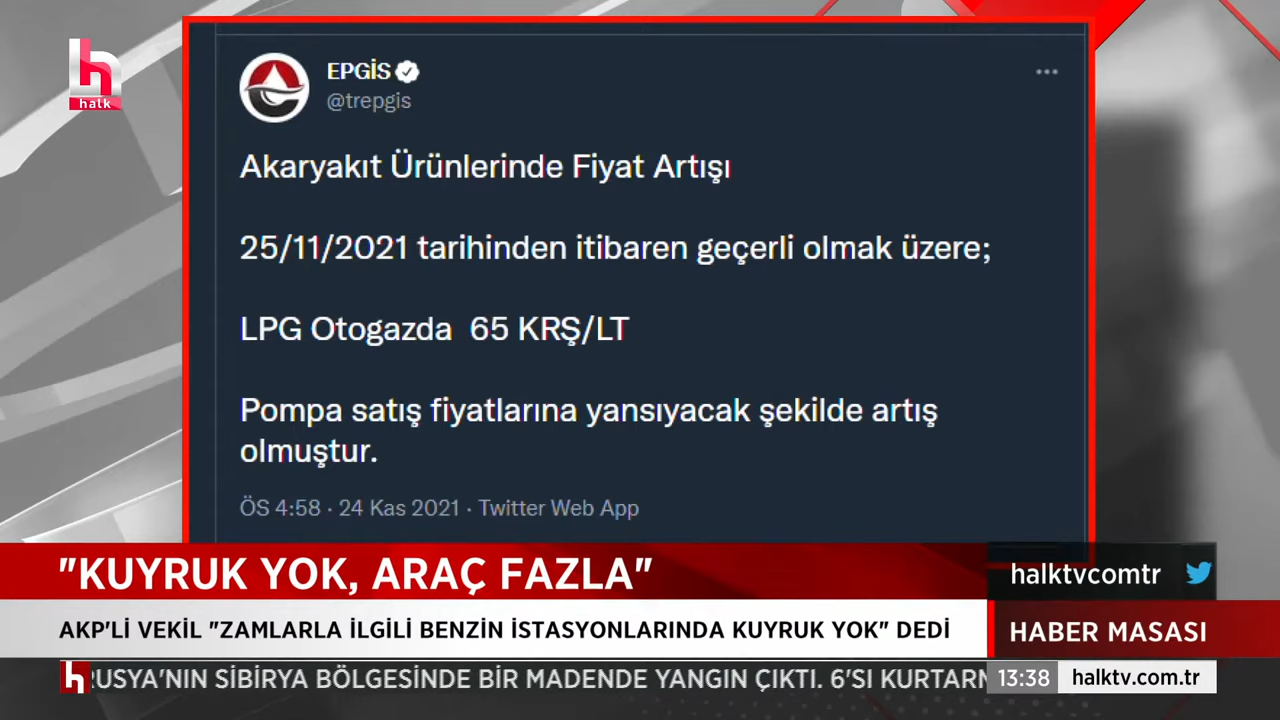 halk
EPGİS
@trepgis
Akaryakıt Ürünlerinde Fiyat Artışı
25/11/2021 tarihinden itibaren geçerli olmak üzere;
LPG Otogazda 65 KRŞ/LT
Pompa satış fiyatlarına yansıyacak şekilde artış
olmuştur.
ÖS 4:58 · 24 Kas 2021 · Twitter Web App
"KUYRUK YOK, ARAÇ FAZLA"
halktvcomtr
AKP'Lİ VEKİL "ZAMLARLA İLGİLİ BENZİN İSTASYONLARINDA KUYRUK YOK" DEDİ
HABER MASASI
RUSYA'NIN SİBİRYA BÖLGESİNDE BİR MADENDE YANGIN ÇIKTI. 6'SI KURTARN
13:38
halktv.com.tr